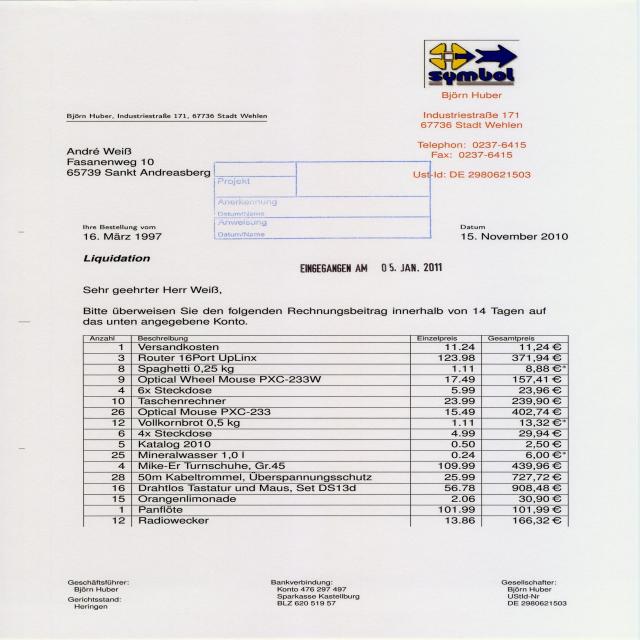 symbol
Björn Huber
Björn Huber, Industriestraße 171, 67736 Stadt Wehlen
Industriestraße 171
67736 Stadt Wehlen
Telephon: 0237-6415
Fax: 0237-6415
Ust-Id: DE 2980621503
André Weiß
Fasanenweg 10
65739 Sankt Andreasberg
Projekt
Anerkennung
Datum/Name
Anweisung
Datum/Name
Ihre Bestellung vom
16. März 1997
Datum
15. November 2010
Liquidation
EINGEGANGEN AM 05. JAN. 2011
Sehr geehrter Herr Weiß,
Bitte überweisen Sie den folgenden Rechnungsbeitrag innerhalb von 14 Tagen auf
das unten angegebene Konto.
Anzahl Beschreibung Einzelpreis Gesamtpreis
1 Versandkosten 11.24 11,24 €
3 Router 16Port UpLinx 123.98 371,94 €
8 Spaghetti 0,25 kg 1.11 8,88 €*
9 Optical Wheel Mouse PXC-233W 17.49 157,41 €
4 6x Steckdose 5.99 23,96 €
10 Taschenrechner 23.99 239,90 €
26 Optical Mouse PXC-233 15.49 402,74 €
12 Vollkornbrot 0,5 kg 1.11 13,32 €*
6 4x Steckdose 4.99 29,94 €
5 Katalog 2010 0.50 2,50 €
25 Mineralwasser 1,0 l 0.24 6,00 €*
4 Mike-Er Turnschuhe, Gr.45 109.99 439,96 €
28 50m Kabeltrommel, Überspannungsschutz 25.99 727,72 €
16 Drahtlos Tastatur und Maus, Set DS13d 56.78 908,48 €
15 Orangenlimonade 2.06 30,90 €
1 Panflöte 101.99 101,99 €
12 Radiowecker 13.86 166,32 €
Geschäftsführer:
Björn Huber
Gerichtsstand:
Heringen
Bankverbindung:
Konto 476 297 497
Sparkasse Kastellburg
BLZ 620 519 57
Gesellschafter:
Björn Huber
UStId-Nr
DE 2980621503